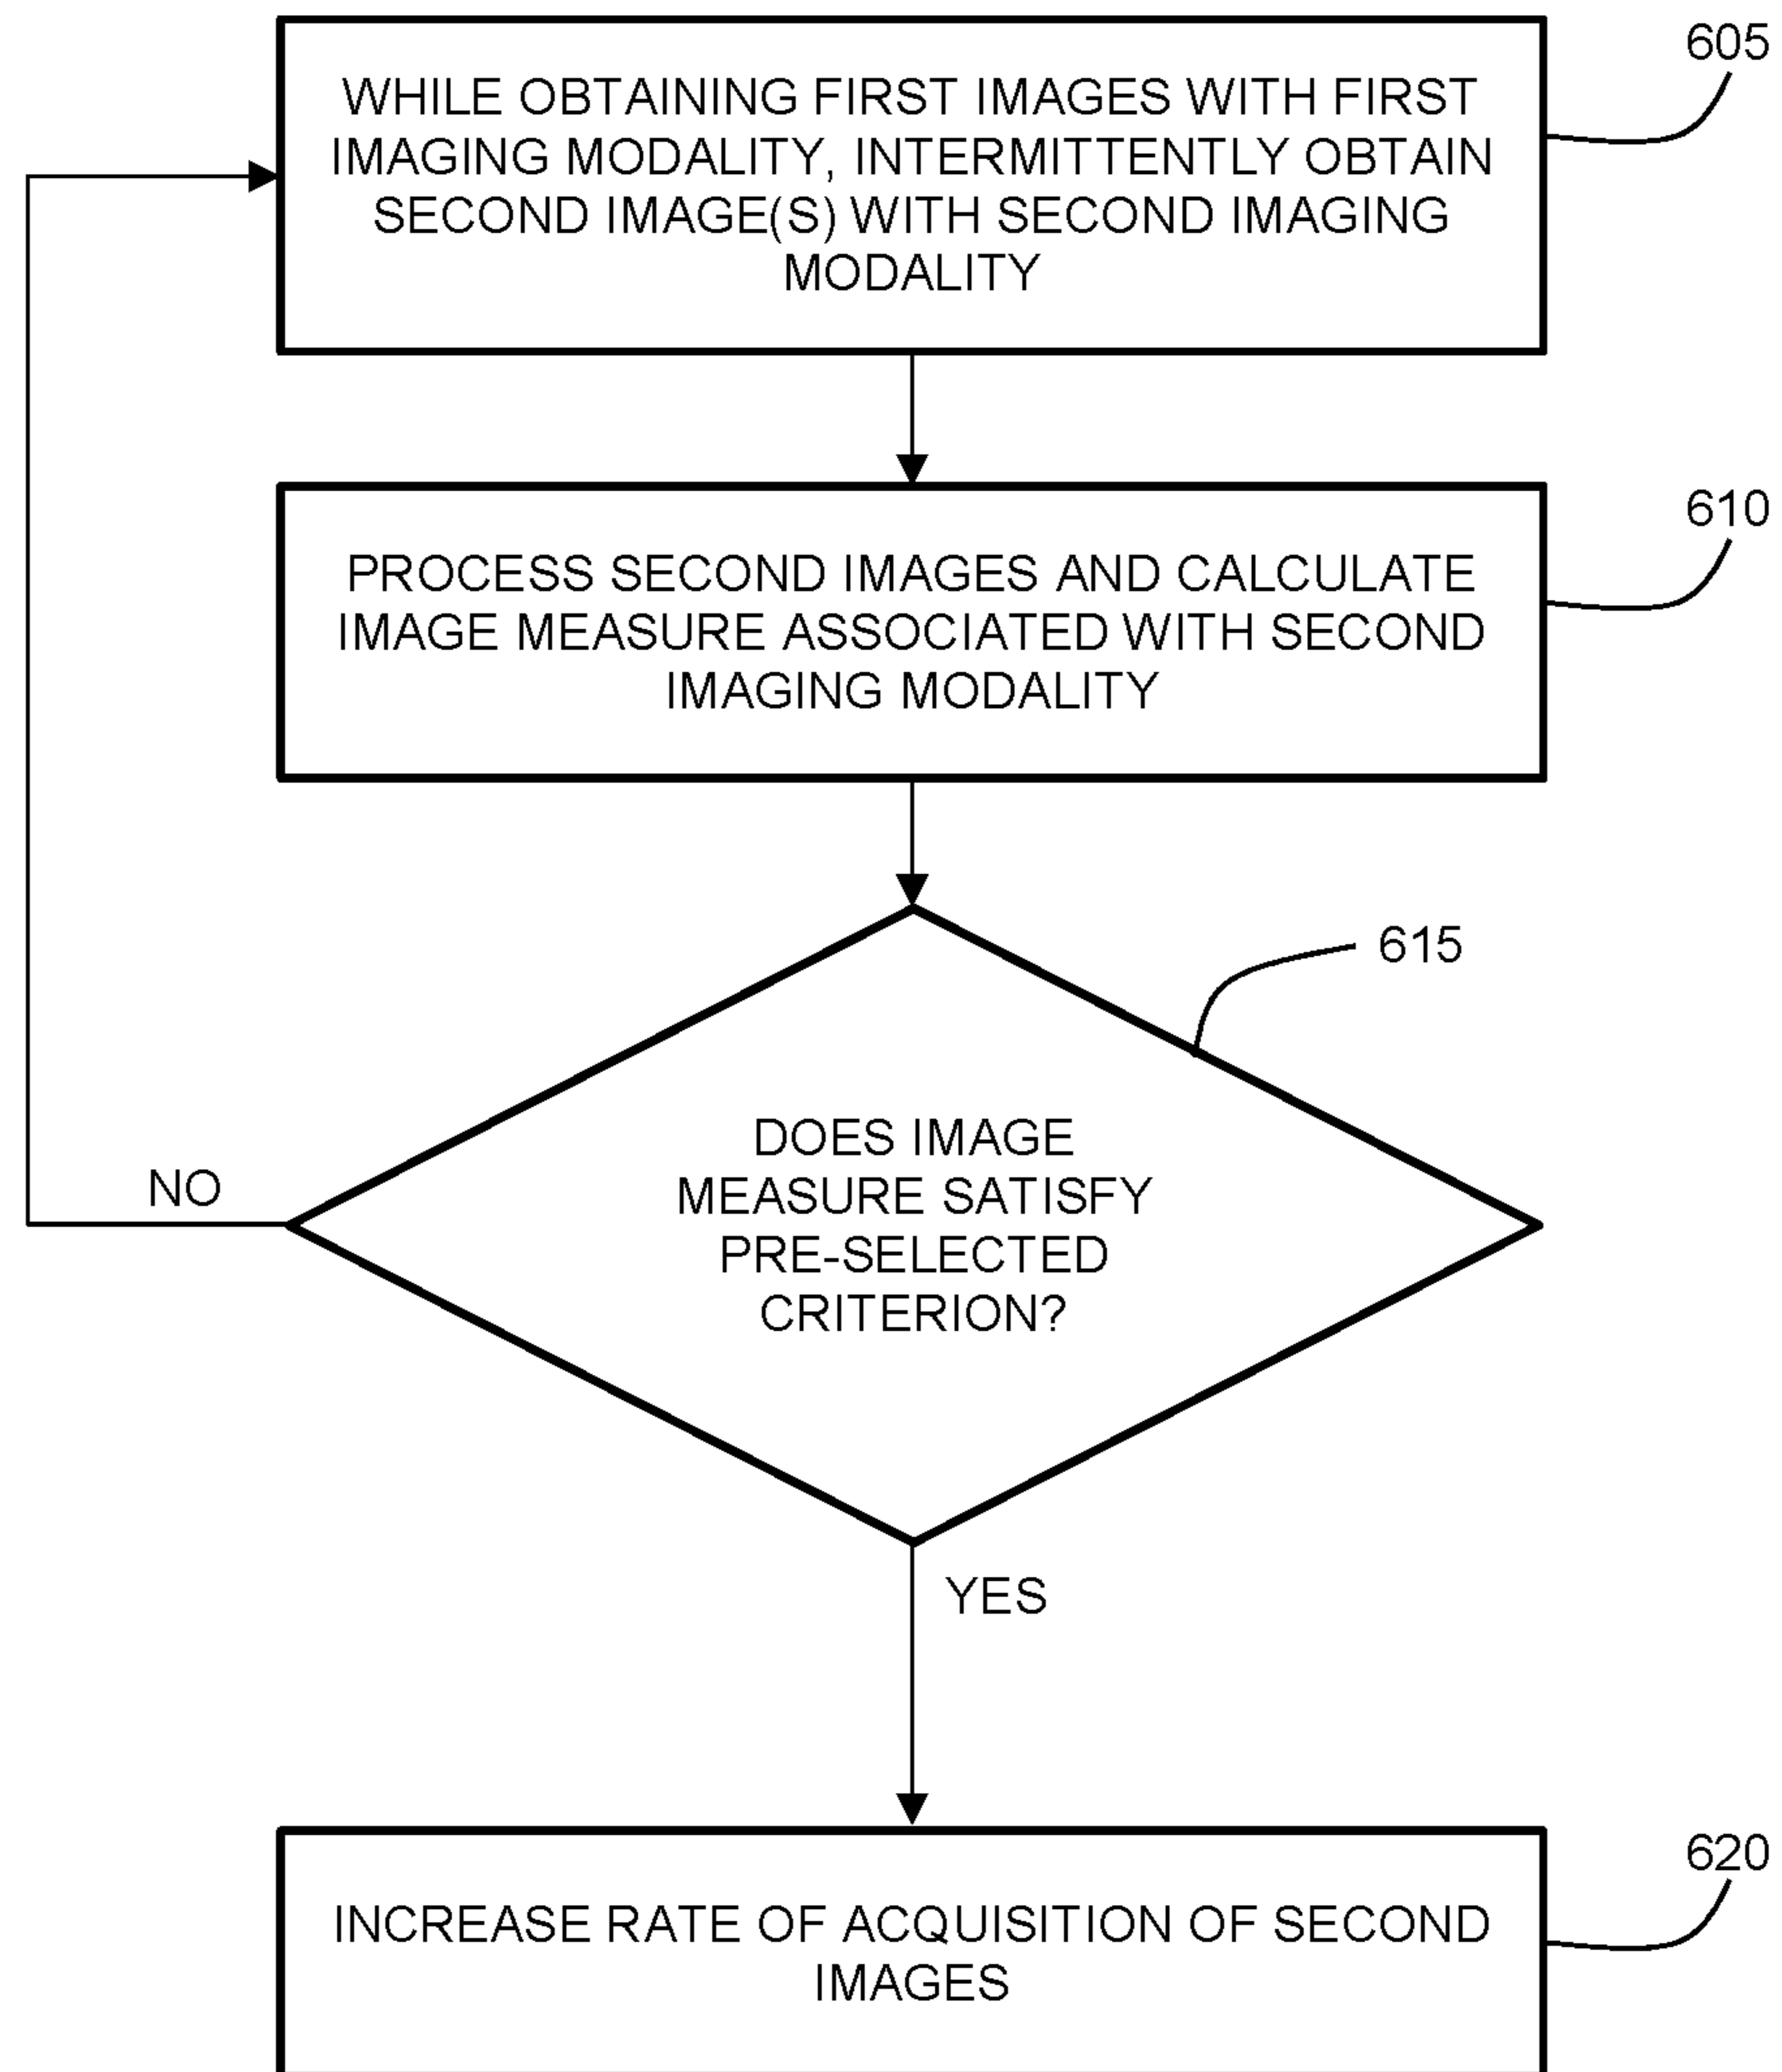 605
WHILE OBTAINING FIRST IMAGES WITH FIRST
IMAGING MODALITY, INTERMITTENTLY OBTAIN
SECOND IMAGE(S) WITH SECOND IMAGING
MODALITY
610
PROCESS SECOND IMAGES AND CALCULATE
IMAGE MEASURE ASSOCIATED WITH SECOND
IMAGING MODALITY
615
DOES IMAGE
MEASURE SATISFY
PRE-SELECTED
CRITERION?
NO
YES
620
INCREASE RATE OF ACQUISITION OF SECOND
IMAGES